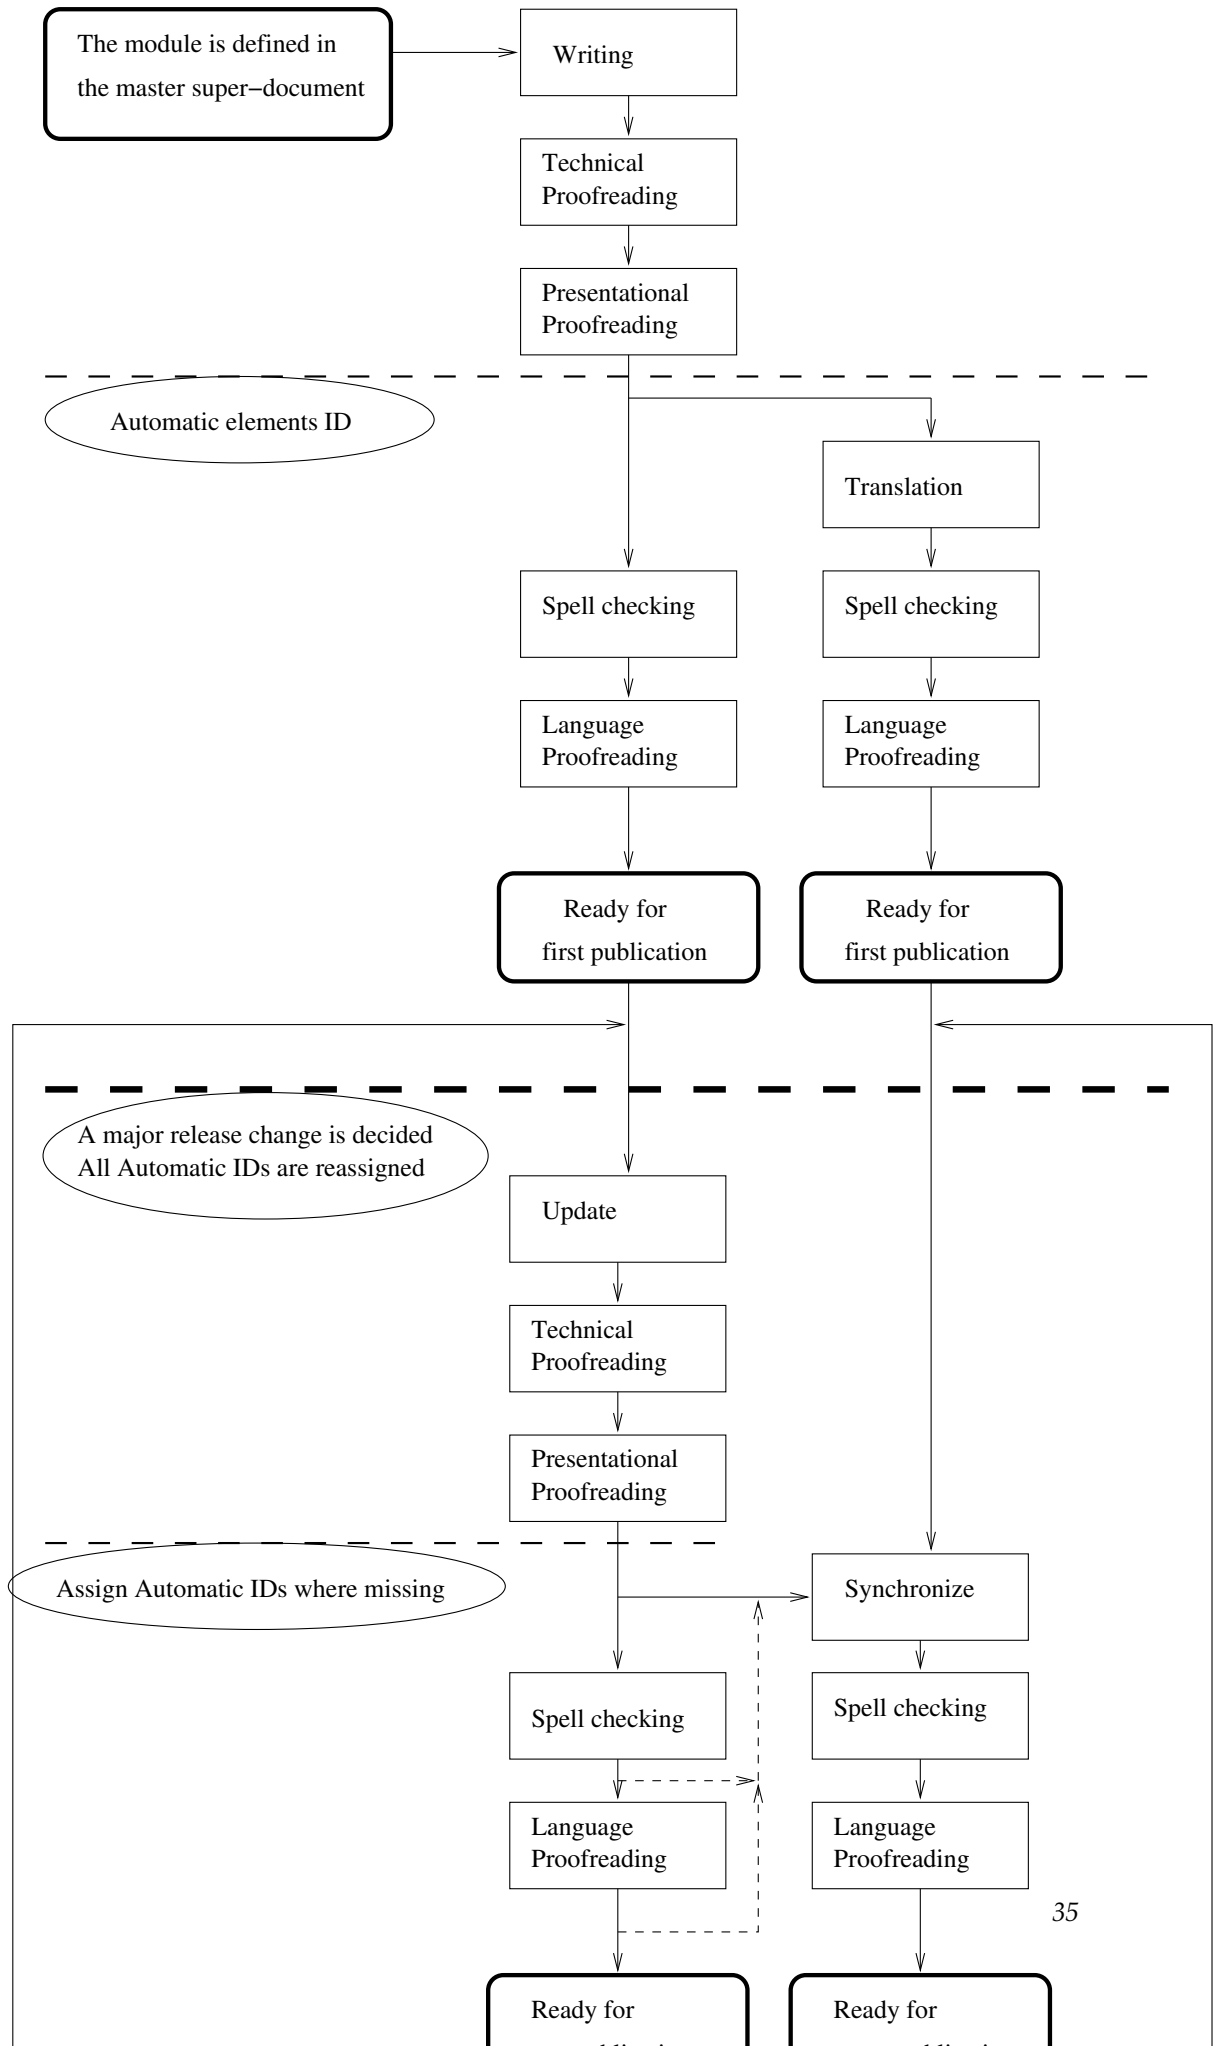 The module is defined in
the master super−document
Writing
Technical
Proofreading
Presentational
Proofreading
Automatic elements ID
Translation
Spell checking
Spell checking
Language
Proofreading
Language
Proofreading
Ready for
first publication
Ready for
first publication
A major release change is decided
All Automatic IDs are reassigned
Update
Technical
Proofreading
Presentational
Proofreading
Assign Automatic IDs where missing
Synchronize
Spell checking
Spell checking
Language
Proofreading
Language
Proofreading
35
Ready for
Ready for